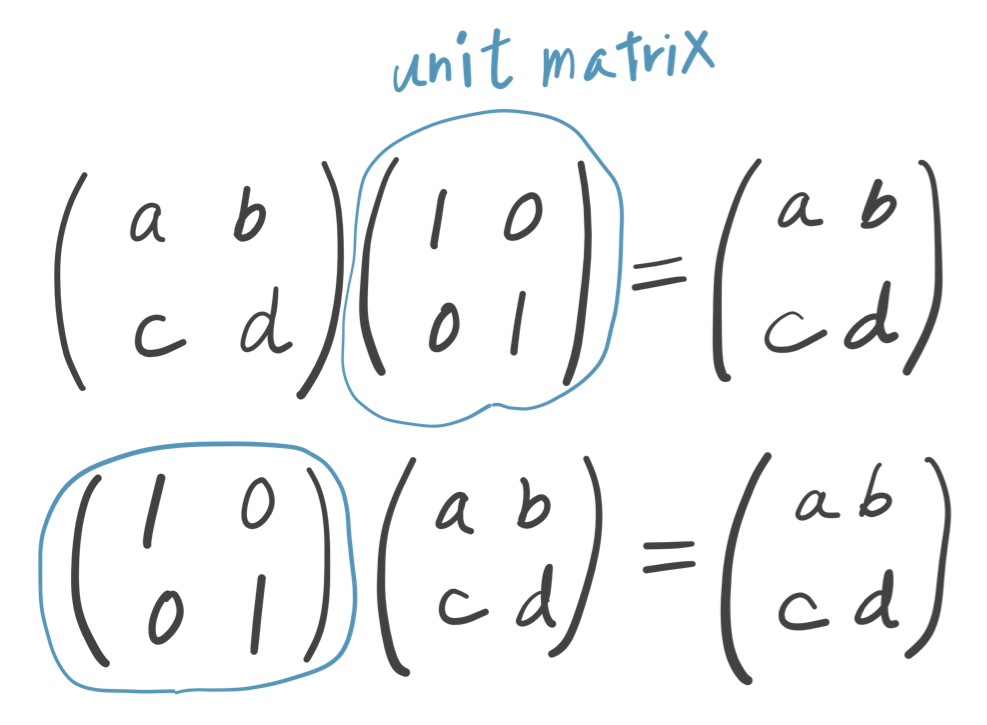 unit matrix
(a b) (1 0) = (a b)
(c d) (0 1) (c d)
(1 0) (a b) = (a b)
(0 1) (c d) (c d)